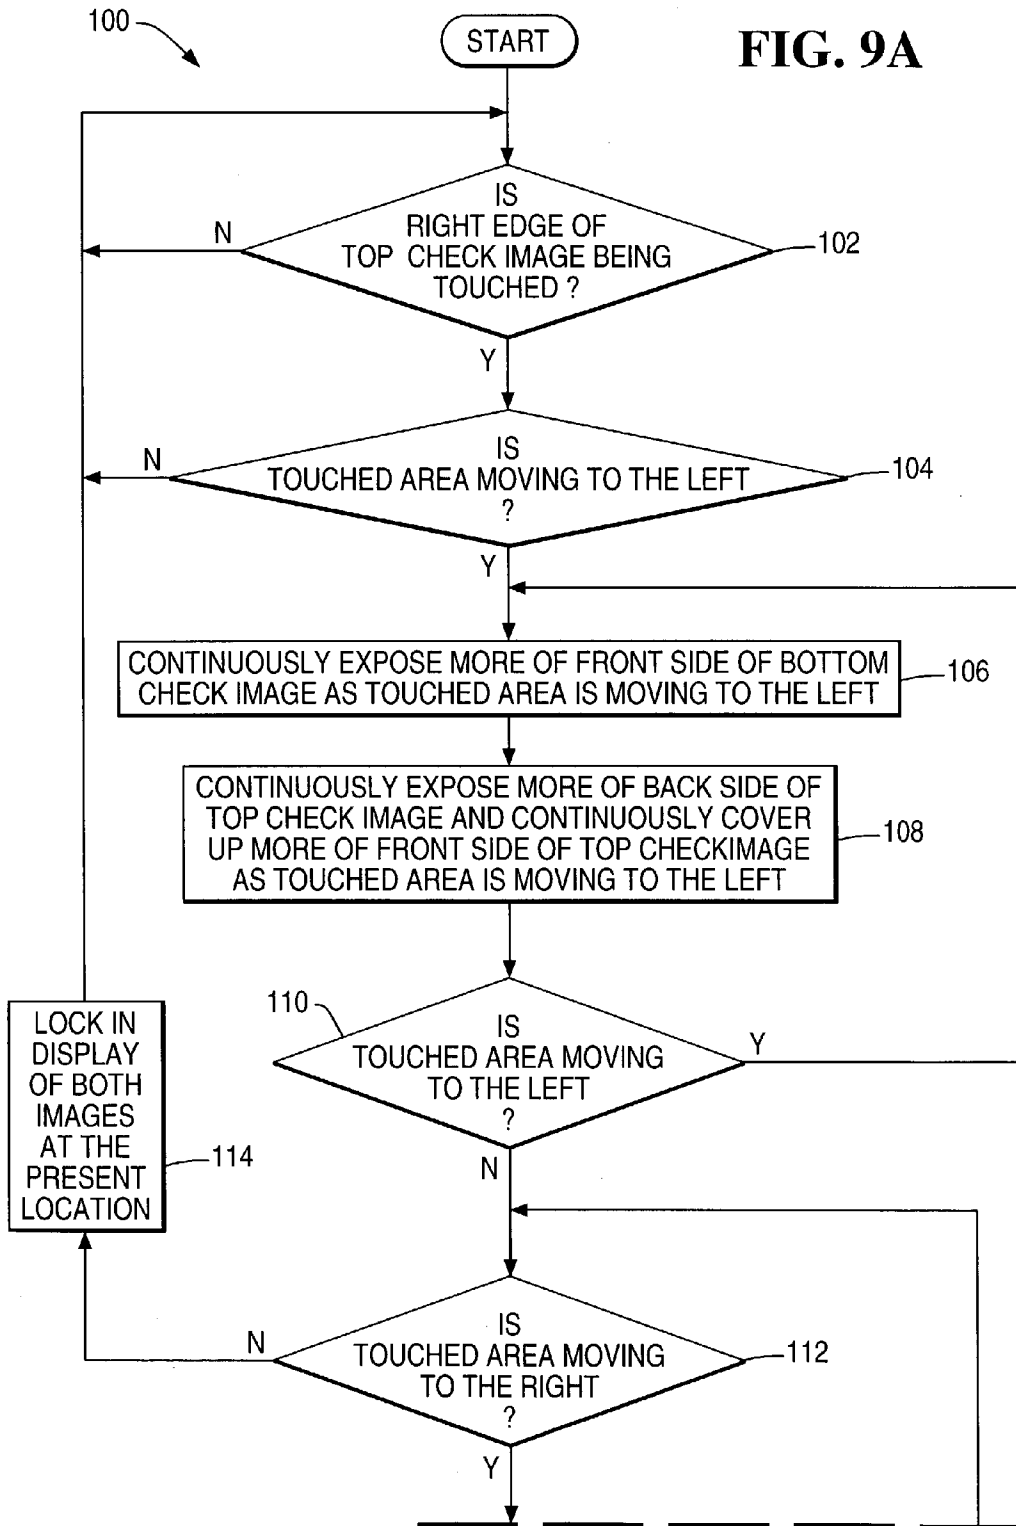 100
START
FIG. 9A
IS
RIGHT EDGE OF
TOP CHECK IMAGE BEING
TOUCHED ?
N
102
Y
IS
TOUCHED AREA MOVING TO THE LEFT
?
N
104
Y
CONTINUOUSLY EXPOSE MORE OF FRONT SIDE OF BOTTOM
CHECK IMAGE AS TOUCHED AREA IS MOVING TO THE LEFT
106
CONTINUOUSLY EXPOSE MORE OF BACK SIDE OF
TOP CHECK IMAGE AND CONTINUOUSLY COVER
UP MORE OF FRONT SIDE OF TOP CHECKIMAGE
AS TOUCHED AREA IS MOVING TO THE LEFT
108
110
IS
TOUCHED AREA MOVING
TO THE LEFT
?
Y
N
LOCK IN
DISPLAY
OF BOTH
IMAGES
AT THE
PRESENT
LOCATION
114
IS
TOUCHED AREA MOVING
TO THE RIGHT
?
N
112
Y